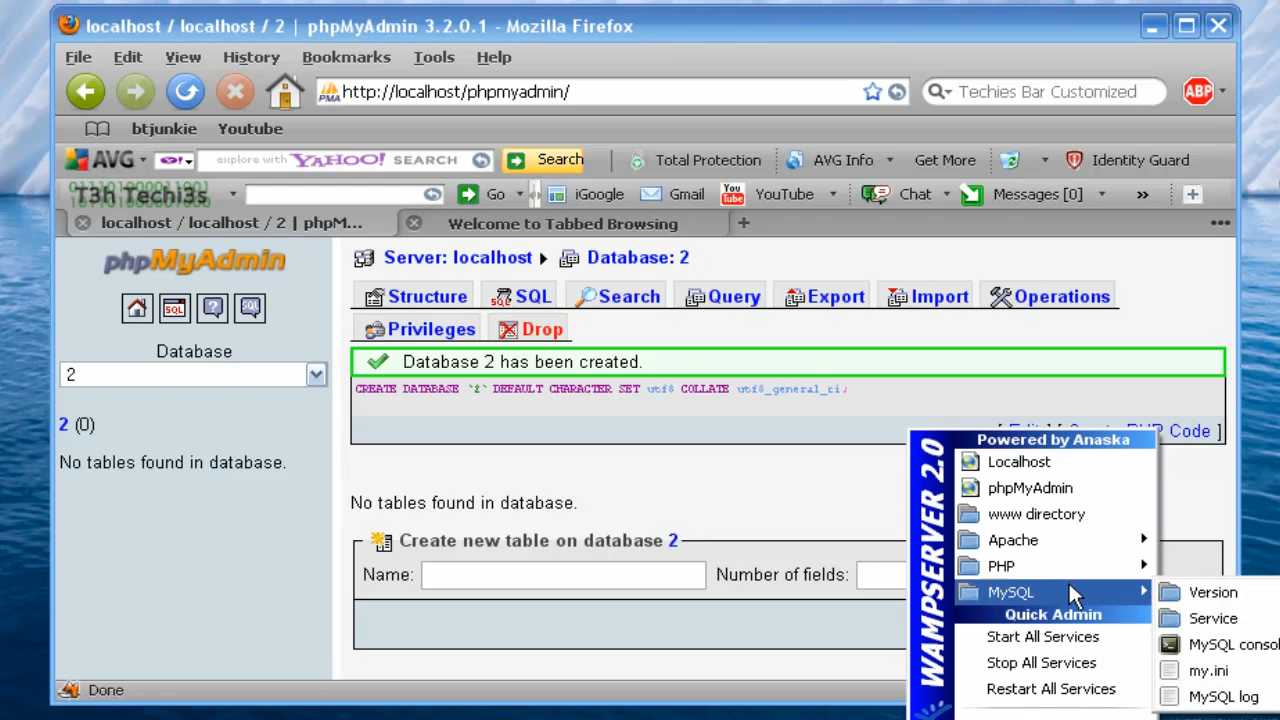 localhost / localhost / 2 | phpMyAdmin 3.2.0.1 - Mozilla Firefox
File Edit View History Bookmarks Tools Help
PMA http://localhost/phpmyadmin/ Techies Bar Customized ABP
btjunkie Youtube
AVG explore with YAHOO! SEARCH Search Total Protection AVG Info Get More Identity Guard
T3hT3chi3s Go iGoogle Gmail You Tube YouTube Chat Messages [0] »
localhost / localhost / 2 | phpM... Welcome to Tabbed Browsing
phpMyAdmin
SQL SQL
Database
2
2 (0)
No tables found in database.
Server: localhost Database: 2
Structure SQL Search Query Export Import Operations
Privileges Drop
Database 2 has been created.
CREATE DATABASE `2` DEFAULT CHARACTER SET utf8 COLLATE utf8_general_ci;
PHP Code ]
No tables found in database.
Create new table on database 2
Name: Number of fields:
WAMPSERVER 2.0
Powered by Anaska
Localhost
phpMyAdmin
www directory
Apache
PHP
MySQL
Quick Admin
Start All Services
Stop All Services
Restart All Services
Version
Service
MySQL consol
my.ini
MySQL log
Done